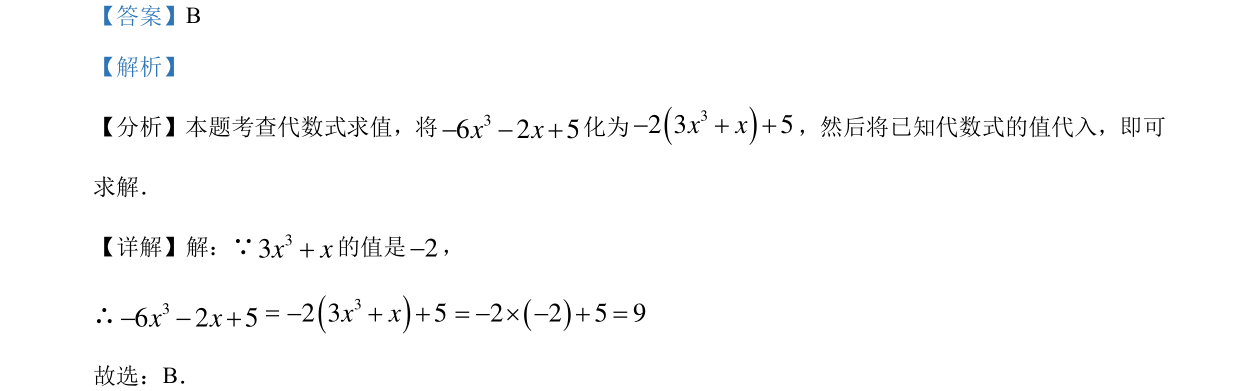 【答案】B
【解析】
【分析】本题考查代数式求值，将 −6x³ − 2x + 5 化为 −2(3x³ + x) + 5，然后将已知代数式的值代入，即可
求解．
【详解】解：∵ 3x³ + x 的值是 −2，
∴ −6x³ − 2x + 5 = −2(3x³ + x) + 5 = −2×(−2) + 5 = 9
故选：B．